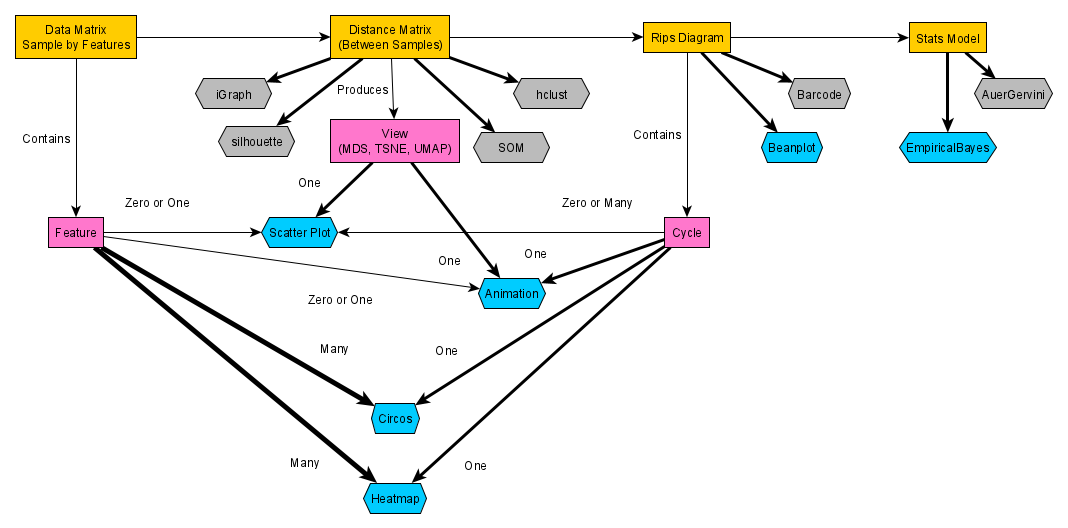 Data Matrix
Sample by Features
Distance Matrix
(Between Samples)
Rips Diagram
Stats Model
iGraph
Produces
hclust
Barcode
AuerGervini
Contains
silhouette
View
(MDS, TSNE, UMAP)
SOM
Contains
Beanplot
EmpiricalBayes
One
Zero or One
Zero or Many
Feature
Scatter Plot
Cycle
One
One
Animation
Zero or One
Many
One
Circos
Many
One
Heatmap